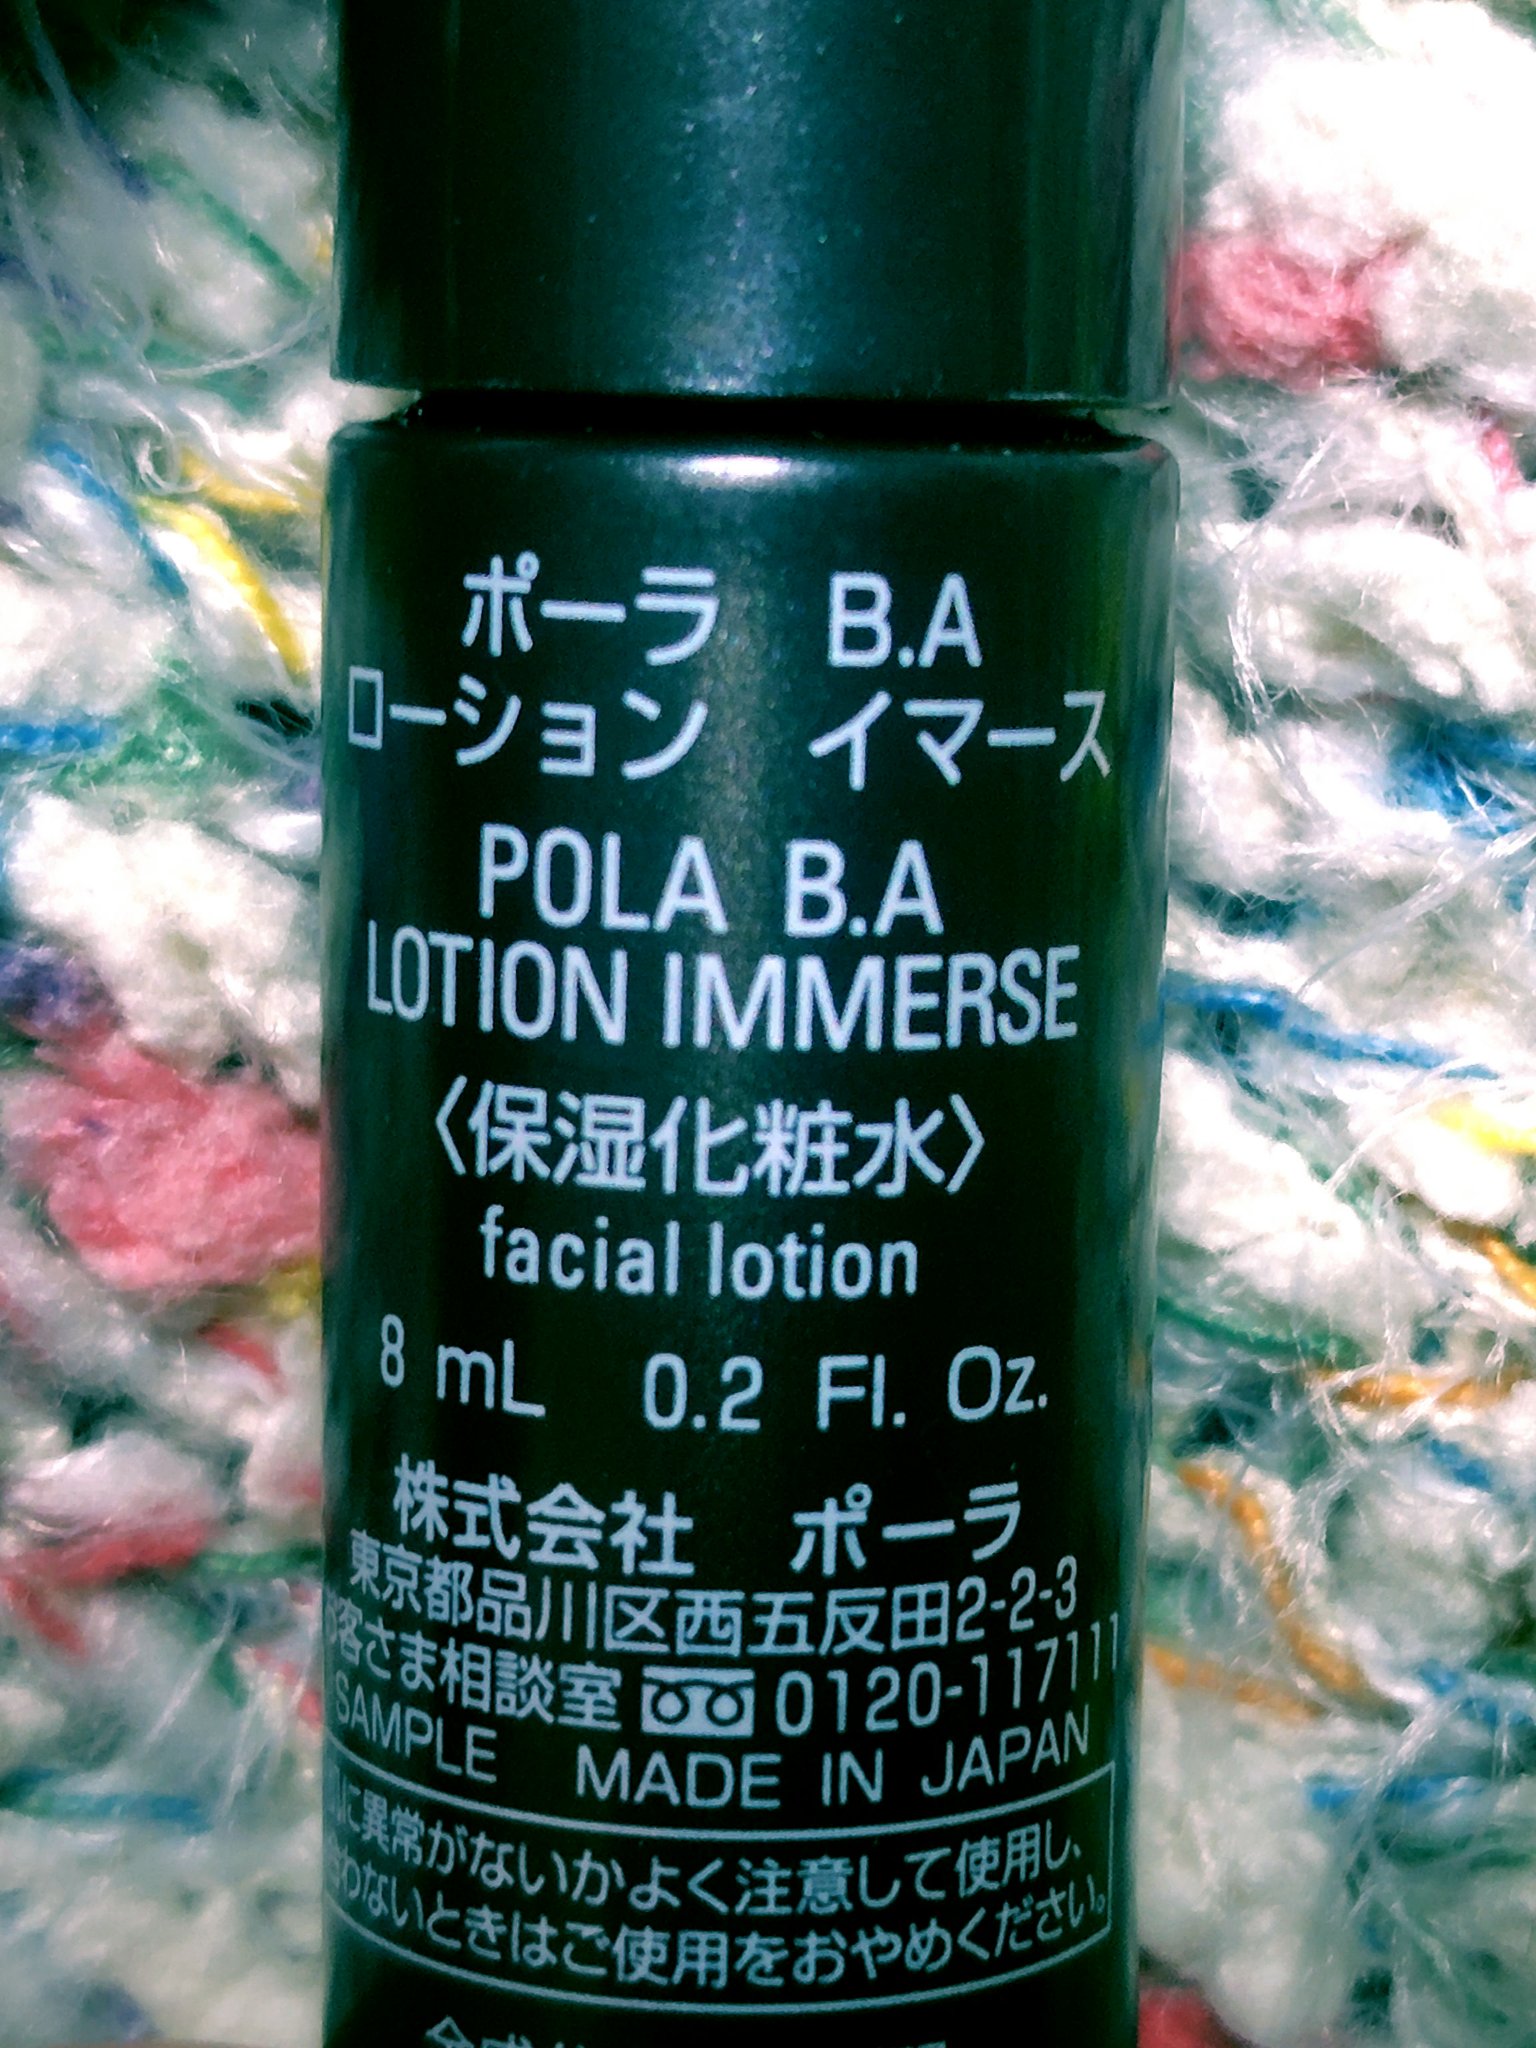 ポーラ B.A
ローション イマース
POLA B.A
LOTION IMMERSE
〈保湿化粧水〉
facial lotion
8 mL 0.2 Fl. Oz.
株式会社 ポーラ
東京都品川区西五反田2-2-3
お客さま相談室 0120-117111
SAMPLE MADE IN JAPAN
に異常がないかよく注意して使用し、
合わないときはご使用をおやめください。